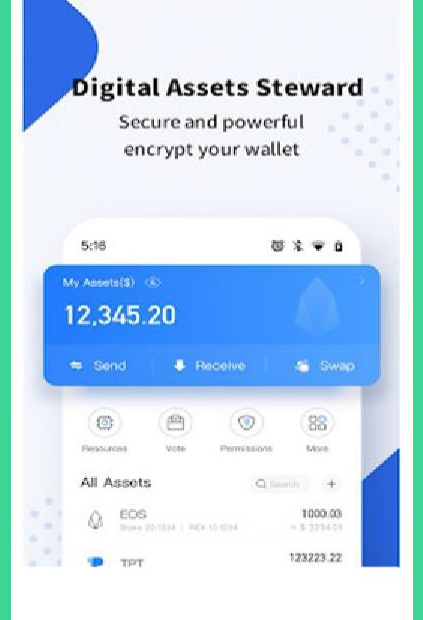 Digital Assets Steward
Secure and powerful
encrypt your wallet
5:16
My Assets($)
12,345.20
Send
Receive
Swap
Resources
Vote
Permissions
More
All Assets
Search
EOS
1000.03
TPT
123223.22